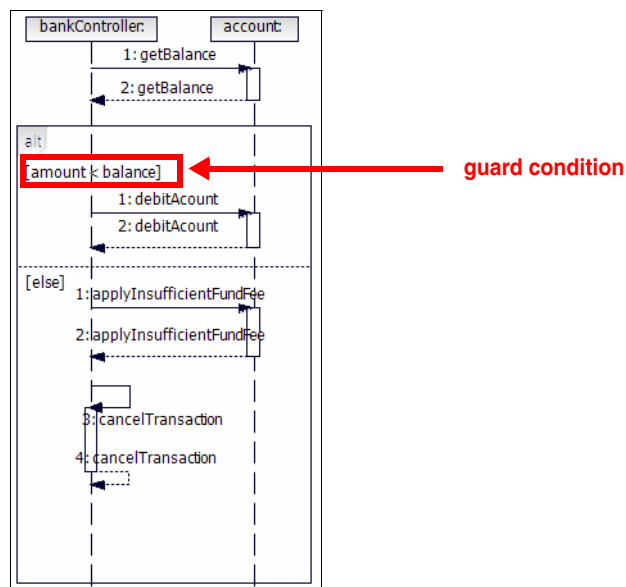 bankController:
account:
1: getBalance
2: getBalance
alt
[amount < balance]
guard condition
1: debitAcount
2: debitAcount
[else]
1: applyInsufficientFundFee
2: applyInsufficientFundFee
3: cancelTransaction
4: cancelTransaction